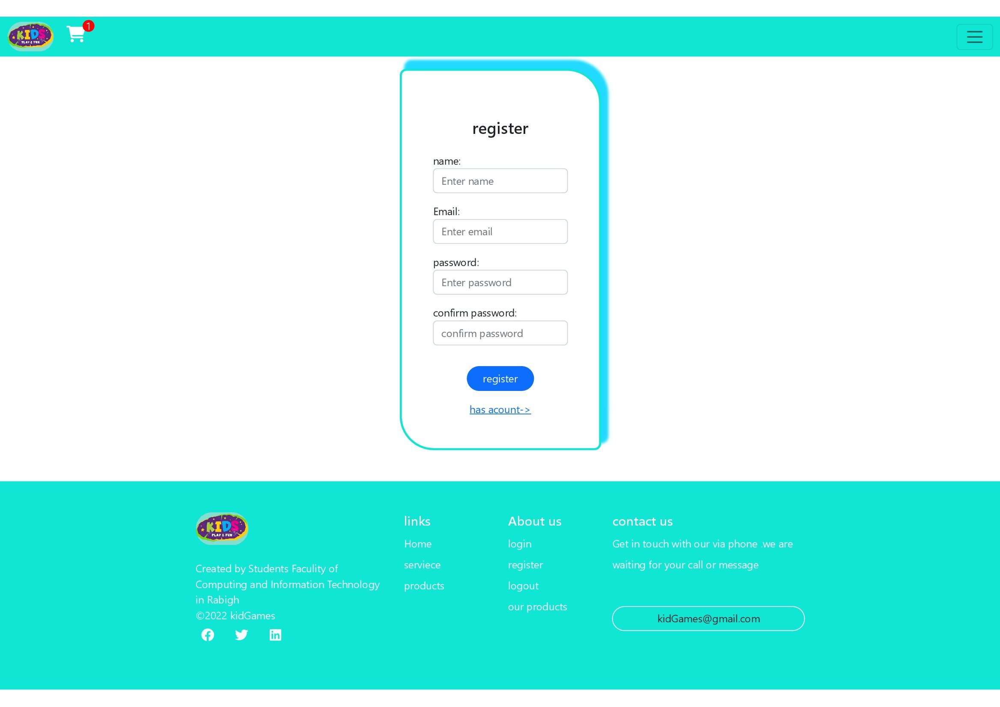 KIDS
PLAY & FUN
1
register
name:
Enter name
Email:
Enter email
password:
Enter password
confirm password:
confirm password
register
has acount->
KIDS
PLAY & FUN
Created by Students Faculity of
Computing and Information Technology
in Rabigh
©2022 kidGames
links
Home
serviece
products
About us
login
register
logout
our products
contact us
Get in touch with our via phone .we are
waiting for your call or message
kidGames@gmail.com